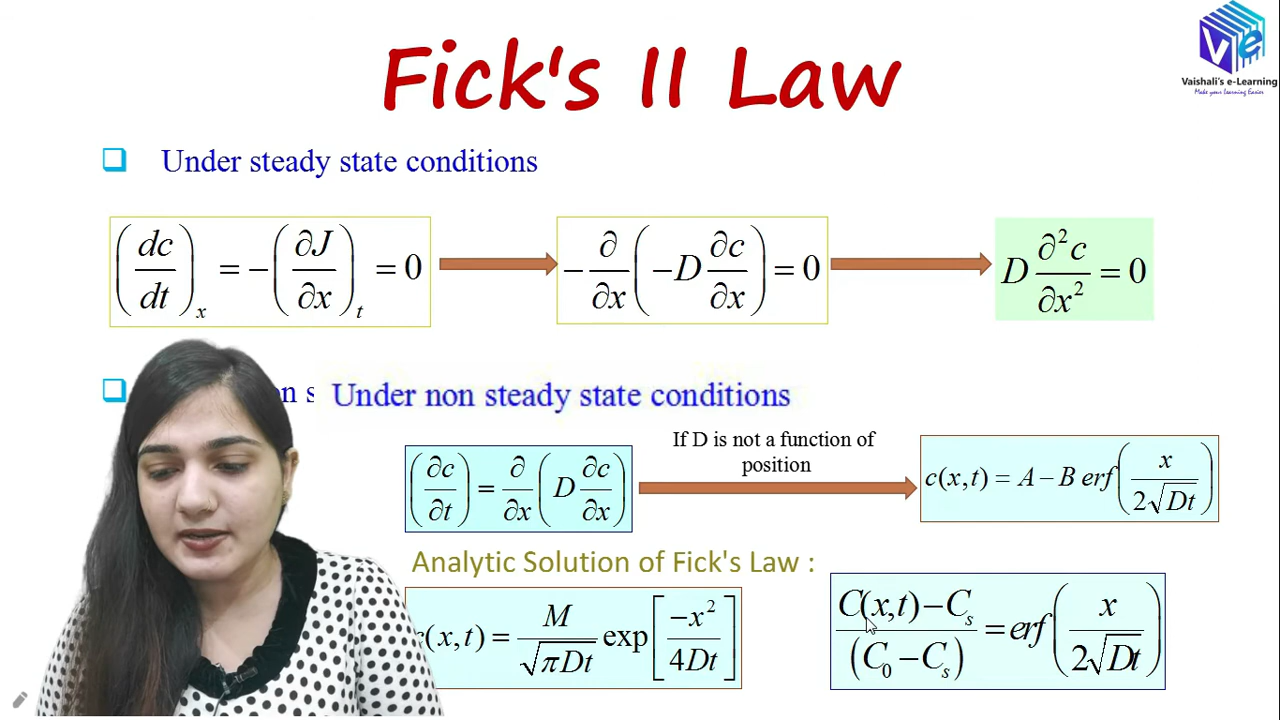 Fick's II Law
Vaishali's e-Learning
Make your Learning Easier
❑ Under steady state conditions
(dc/dt)_x = −(∂J/∂x)_t = 0
−∂/∂x (−D ∂c/∂x) = 0
D ∂²c/∂x² = 0
❑ on s
Under non steady state conditions
If D is not a function of
position
(∂c/∂t) = ∂/∂x (D ∂c/∂x)
c(x,t) = A − B erf (x / 2√Dt)
Analytic Solution of Fick's Law :
(x,t) = M/√πDt exp [−x²/4Dt]
C(x,t) − C_s / (C_0 − C_s) = erf (x / 2√Dt)